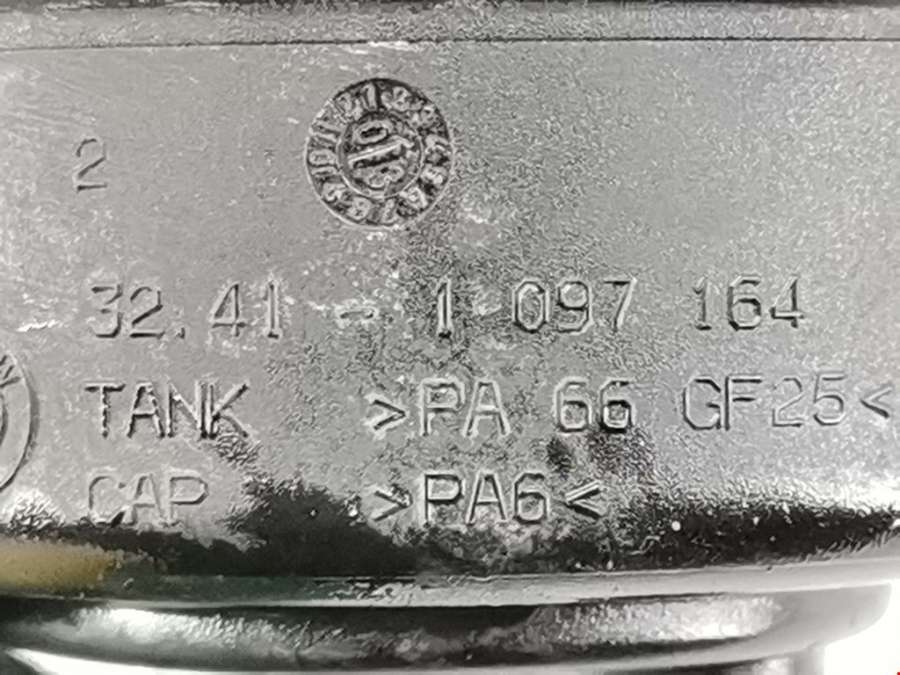 2
32.41 - 1 097 164
TANK >PA 66 GF25<
CAP >PA6<